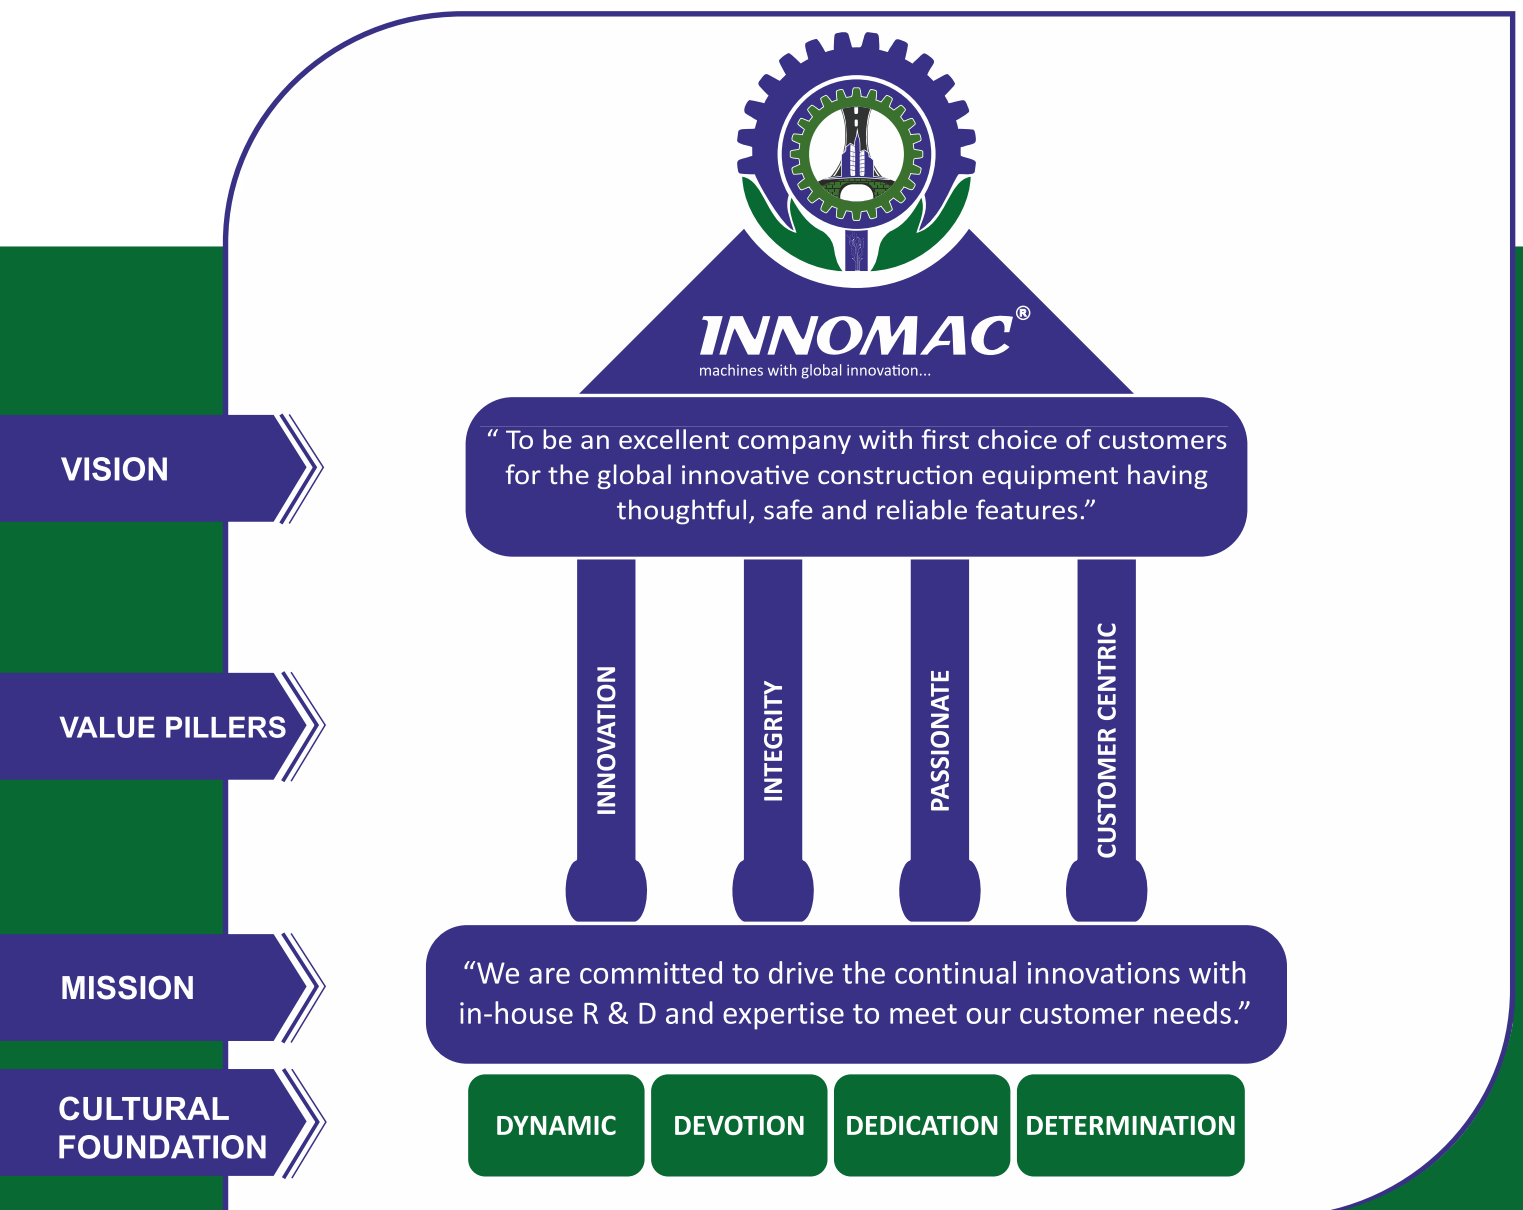 INNOMAC®
machines with global innovation...
VISION
“ To be an excellent company with first choice of customers
for the global innovative construction equipment having
thoughtful, safe and reliable features.”
VALUE PILLERS
INNOVATION
INTEGRITY
PASSIONATE
CUSTOMER CENTRIC
MISSION
“We are committed to drive the continual innovations with
in-house R & D and expertise to meet our customer needs.”
CULTURAL
FOUNDATION
DYNAMIC
DEVOTION
DEDICATION
DETERMINATION